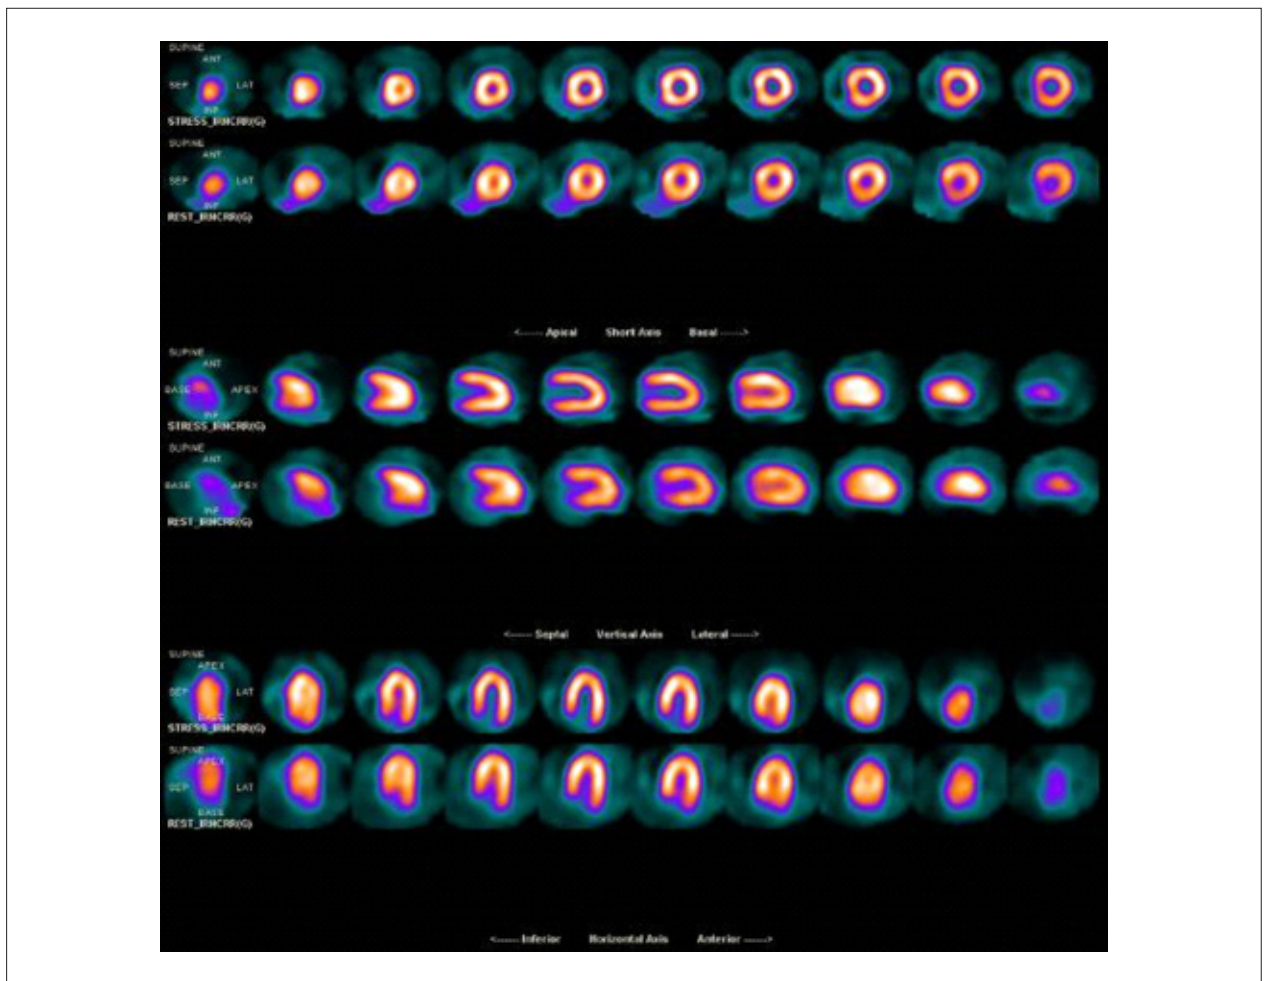 SUPINE
ANT
SEP LAT
INF
STRESS_IRNCRR(G)
SUPINE
ANT
SEP LAT
INF
REST_IRNCRR(G)
<------ Apical Short Axis Basal ------>
SUPINE
ANT
BASE APEX
INF
STRESS_IRNCRR(G)
SUPINE
ANT
BASE APEX
INF
REST_IRNCRR(G)
<------ Septal Vertical Axis Lateral ------>
SUPINE
APEX
SEP LAT
BASE
STRESS_IRNCRR(G)
SUPINE
APEX
SEP LAT
BASE
REST_IRNCRR(G)
<------ Inferior Horizontal Axis Anterior ------>